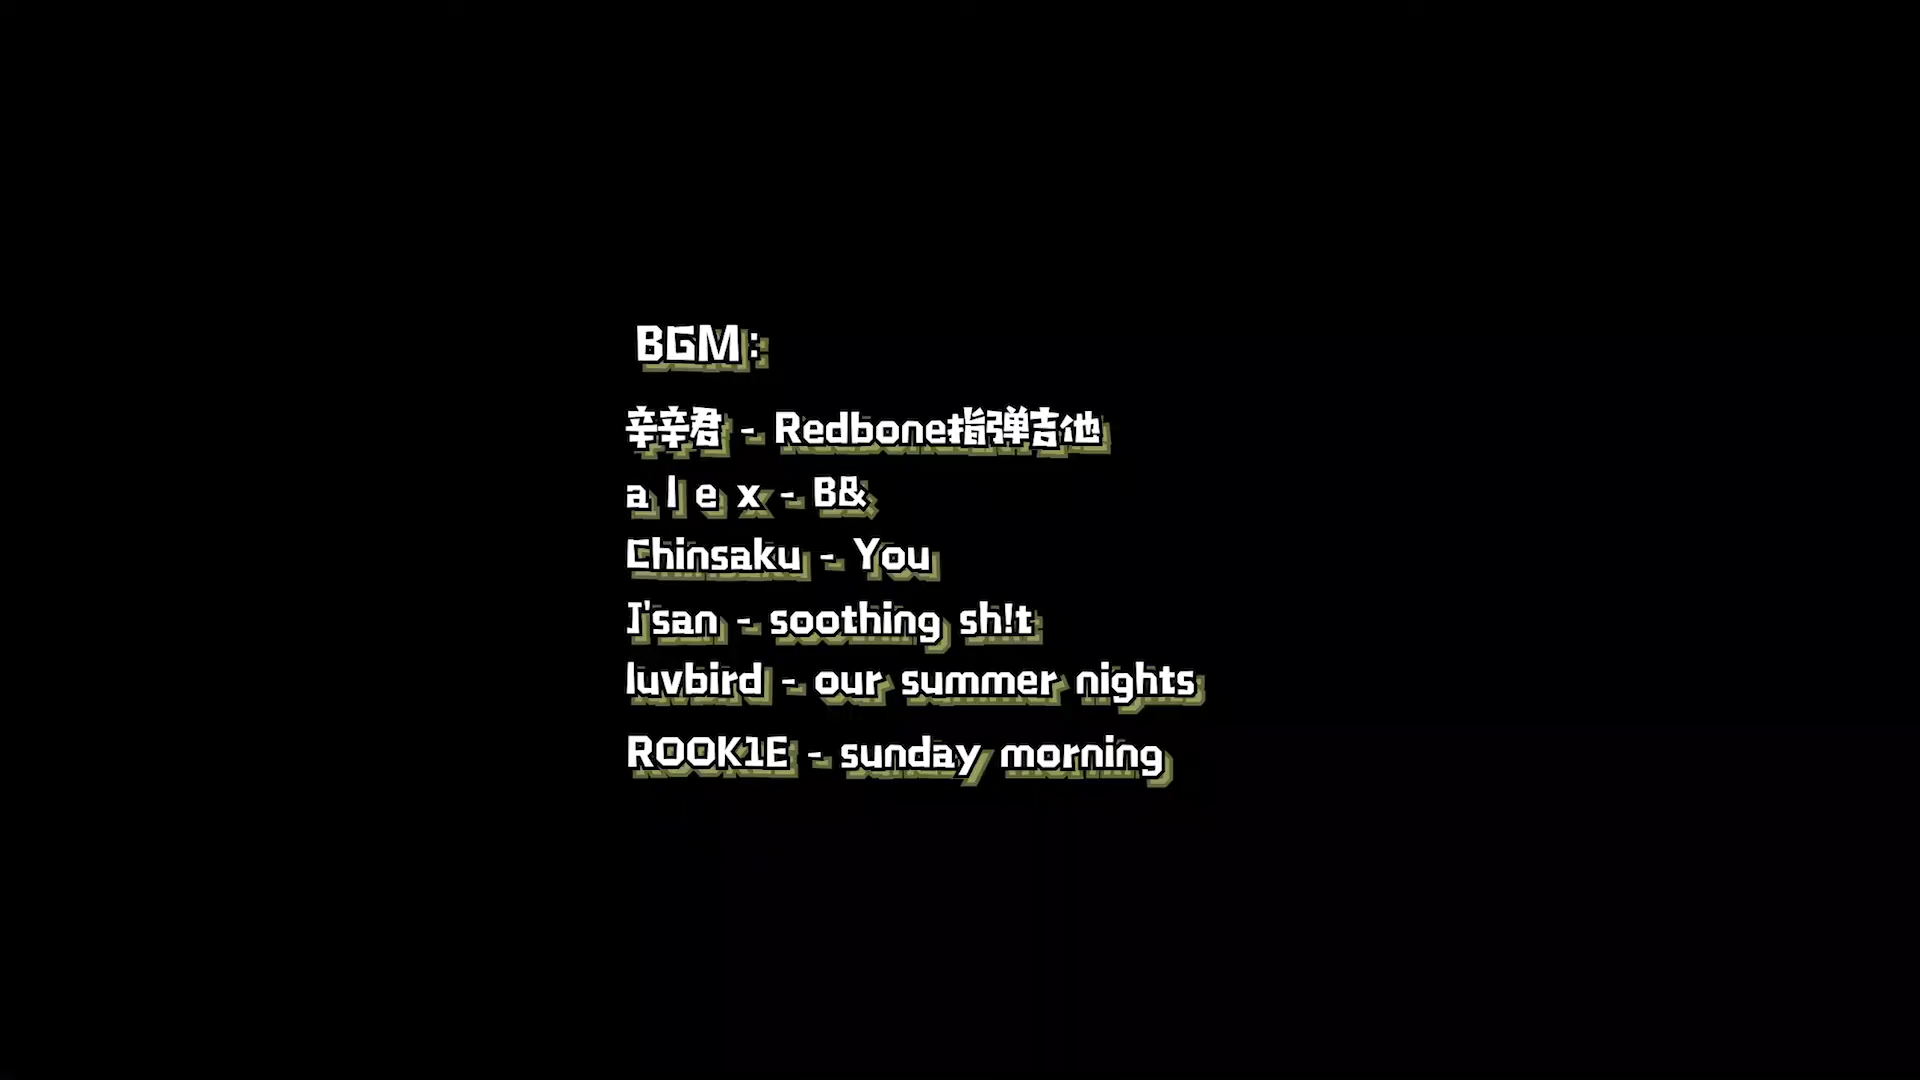 BGM:
辛辛君 - Redbone指弹吉他
a l e x - B&
Chinsaku - You
I'san - soothing sh!t
luvbird - our summer nights
ROOK1E - sunday morning